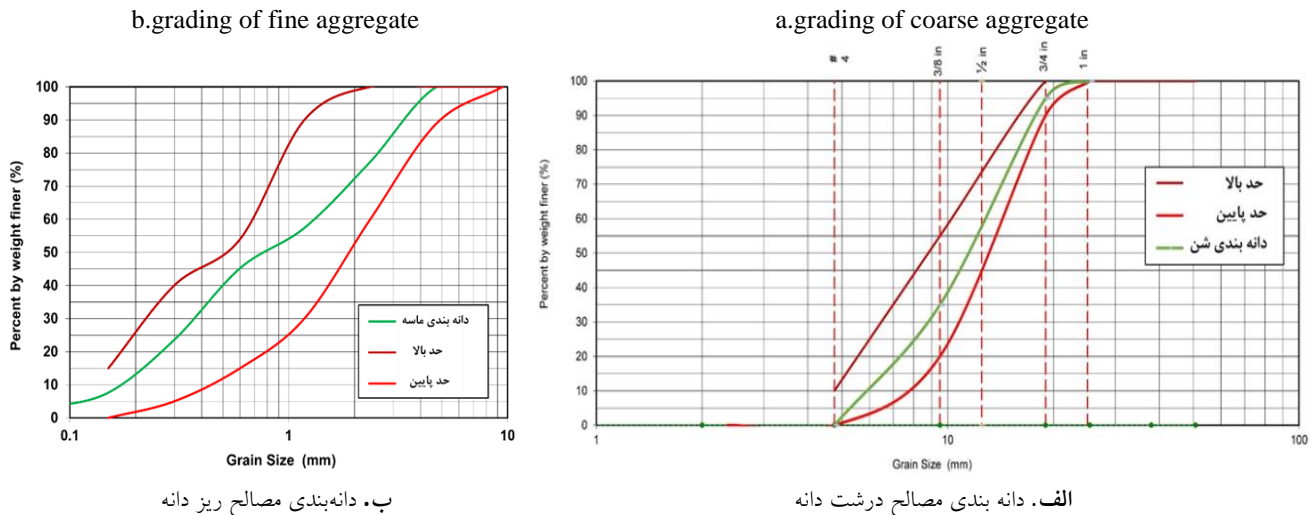 b.grading of fine aggregate
a.grading of coarse aggregate
Percent by weight finer (%)
100
90
80
70
60
50
40
30
20
10
0
0.1
1
10
Grain Size (mm)
دانه بندی ماسه
حد بالا
حد پایین
ب. دانه‌بندی مصالح ریز دانه
# 4
3/8 in
½ in
3/4 in
1 in
Percent by weight finer (%)
100
90
80
70
60
50
40
30
20
10
0
1
10
100
Grain Size (mm)
حد بالا
حد پایین
دانه بندی شن
الف. دانه بندی مصالح درشت دانه